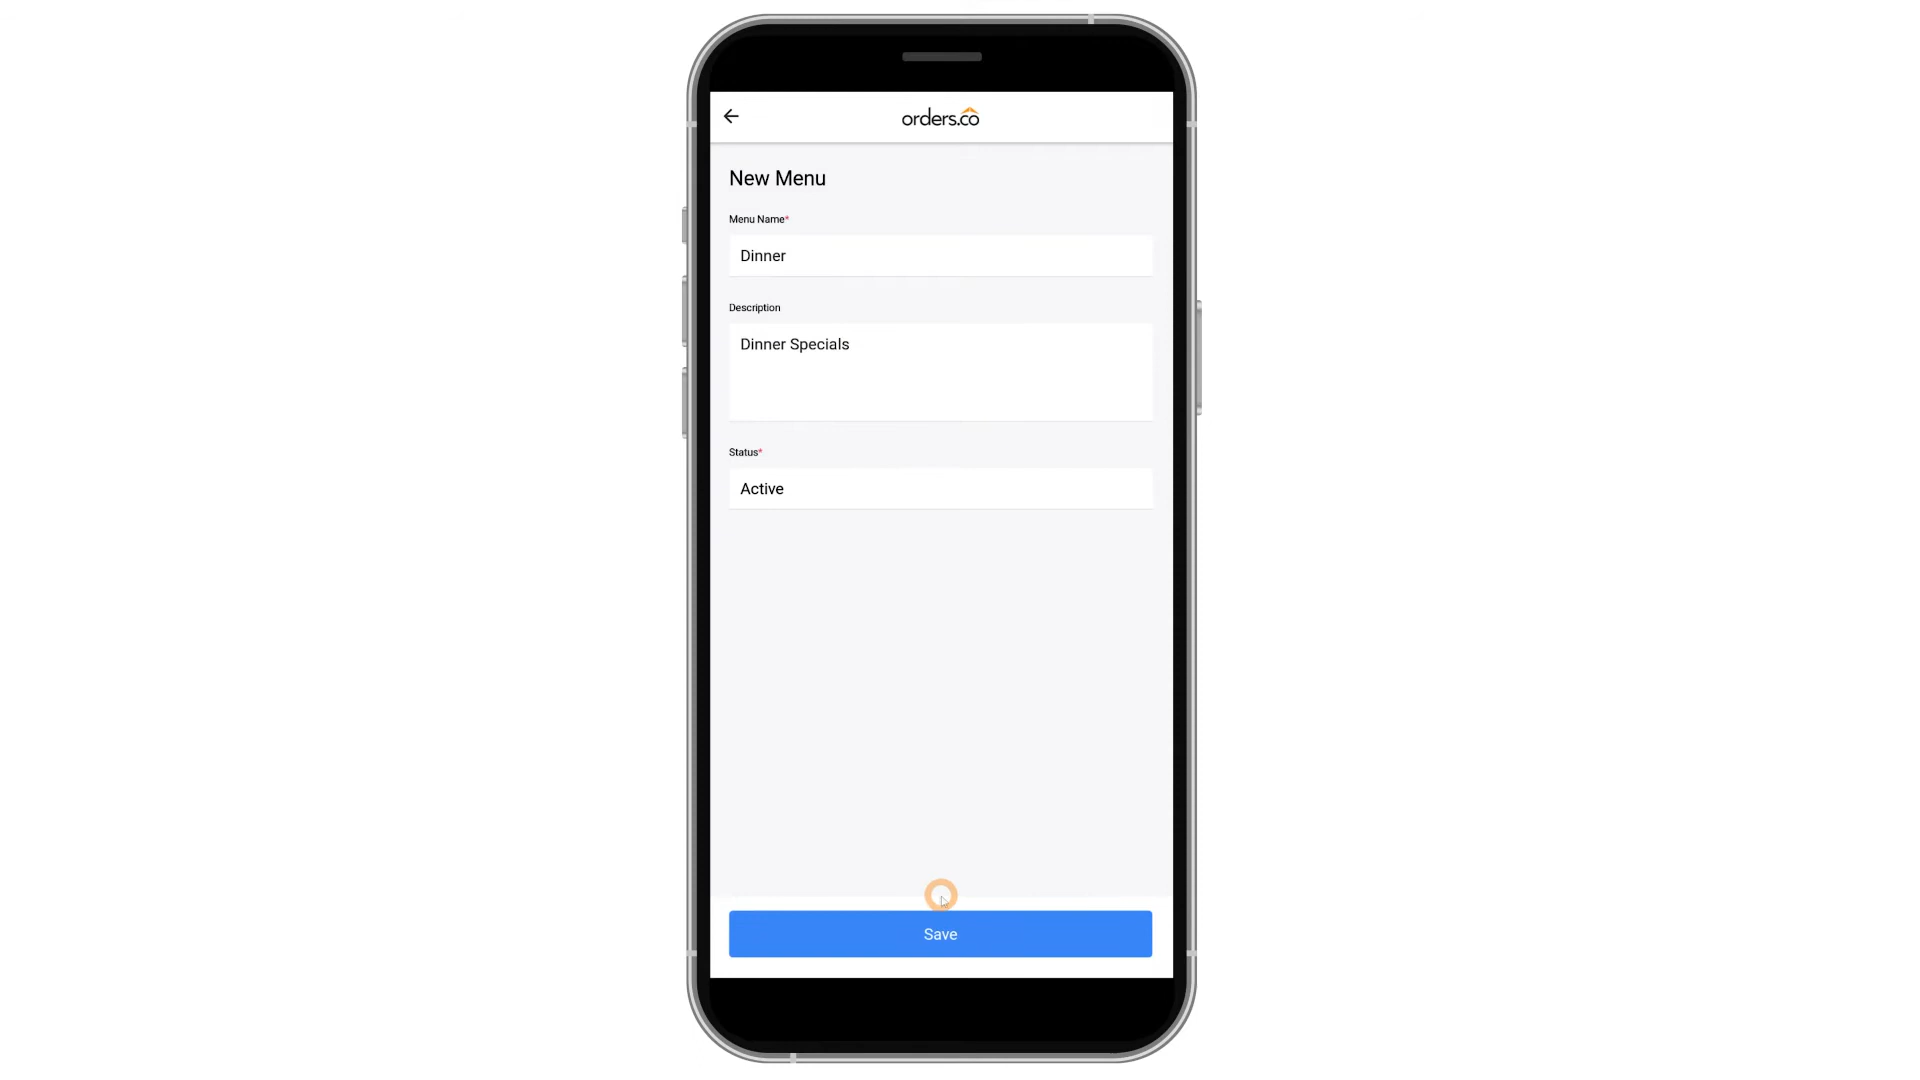 orders.co
New Menu
Menu Name*
Dinner
Description
Dinner Specials
Status*
Active
Save